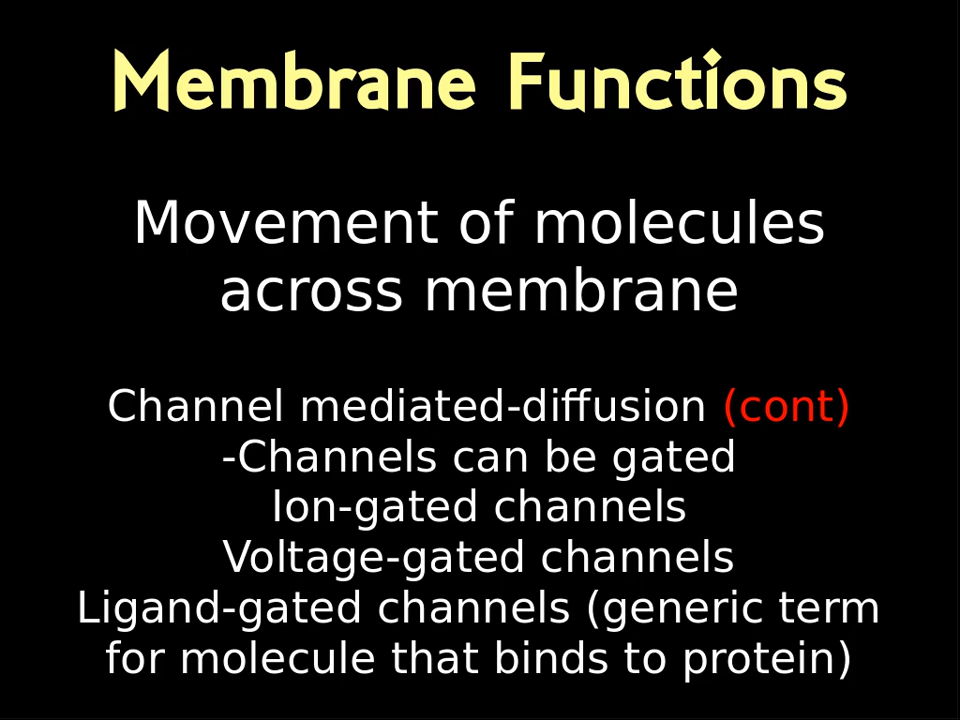 Membrane Functions
Movement of molecules
across membrane
Channel mediated-diffusion (cont)
-Channels can be gated
Ion-gated channels
Voltage-gated channels
Ligand-gated channels (generic term
for molecule that binds to protein)